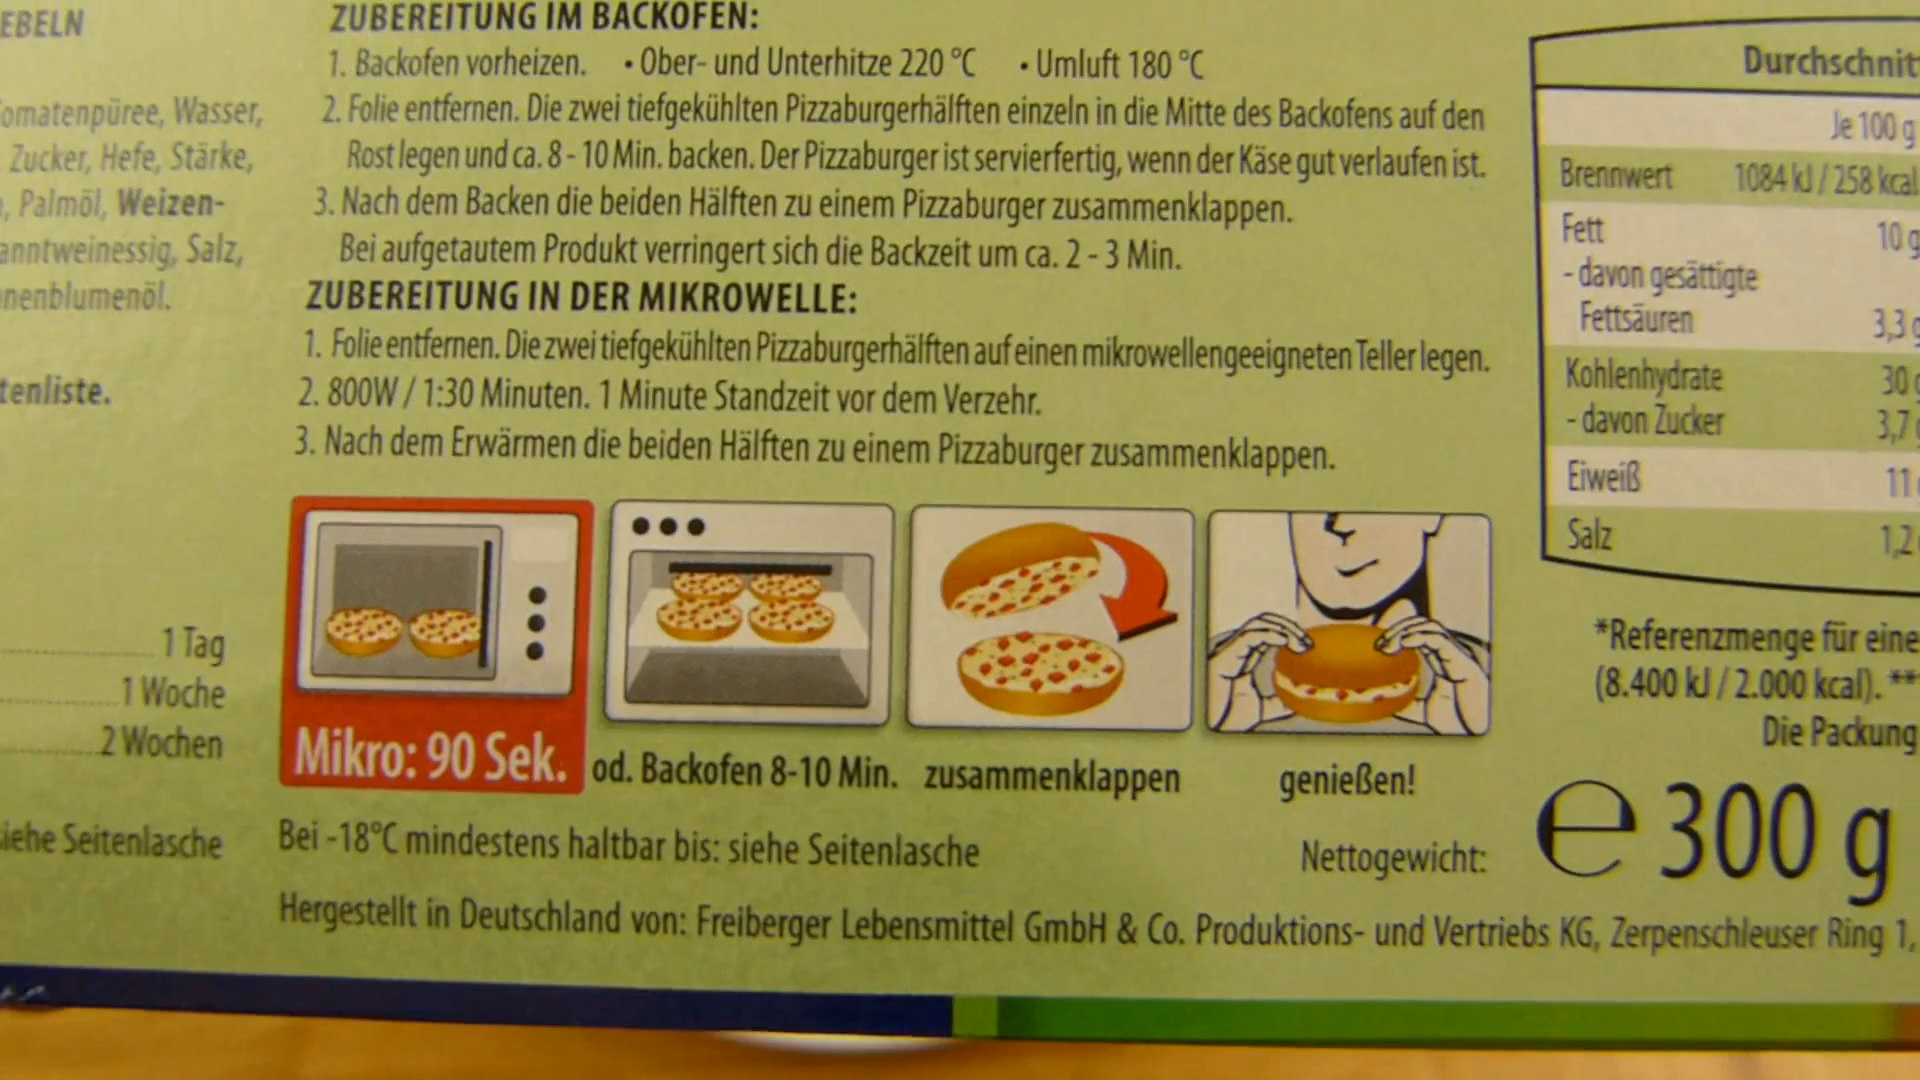 EBELN
omatenpüree, Wasser,
Zucker, Hefe, Stärke,
, Palmöl, Weizen-
anntweinessig, Salz,
nenblumenöl.
tenliste.
1 Tag
1 Woche
2 Wochen
siehe Seitenlasche
ZUBEREITUNG IM BACKOFEN:
1. Backofen vorheizen. • Ober- und Unterhitze 220 °C • Umluft 180 °C
2. Folie entfernen. Die zwei tiefgekühlten Pizzaburgerhälften einzeln in die Mitte des Backofens auf den
Rost legen und ca. 8 - 10 Min. backen. Der Pizzaburger ist servierfertig, wenn der Käse gut verlaufen ist.
3. Nach dem Backen die beiden Hälften zu einem Pizzaburger zusammenklappen.
Bei aufgetautem Produkt verringert sich die Backzeit um ca. 2 - 3 Min.
ZUBEREITUNG IN DER MIKROWELLE:
1. Folie entfernen. Die zwei tiefgekühlten Pizzaburgerhälften auf einen mikrowellengeeigneten Teller legen.
2. 800W / 1:30 Minuten. 1 Minute Standzeit vor dem Verzehr.
3. Nach dem Erwärmen die beiden Hälften zu einem Pizzaburger zusammenklappen.
Mikro: 90 Sek.
od. Backofen 8-10 Min.
zusammenklappen
genießen!
Bei -18°C mindestens haltbar bis: siehe Seitenlasche
Nettogewicht: e 300 g
Hergestellt in Deutschland von: Freiberger Lebensmittel GmbH & Co. Produktions- und Vertriebs KG, Zerpenschleuser Ring 1,
Durchschnit
Je 100 g
Brennwert 1084 kJ / 258 kcal
Fett 10 g
- davon gesättigte
Fettsäuren 3,3 g
Kohlenhydrate 30 g
- davon Zucker 3,7 g
Eiweiß 11
Salz 1,2
*Referenzmenge für eine
(8.400 kJ / 2.000 kcal). **
Die Packung